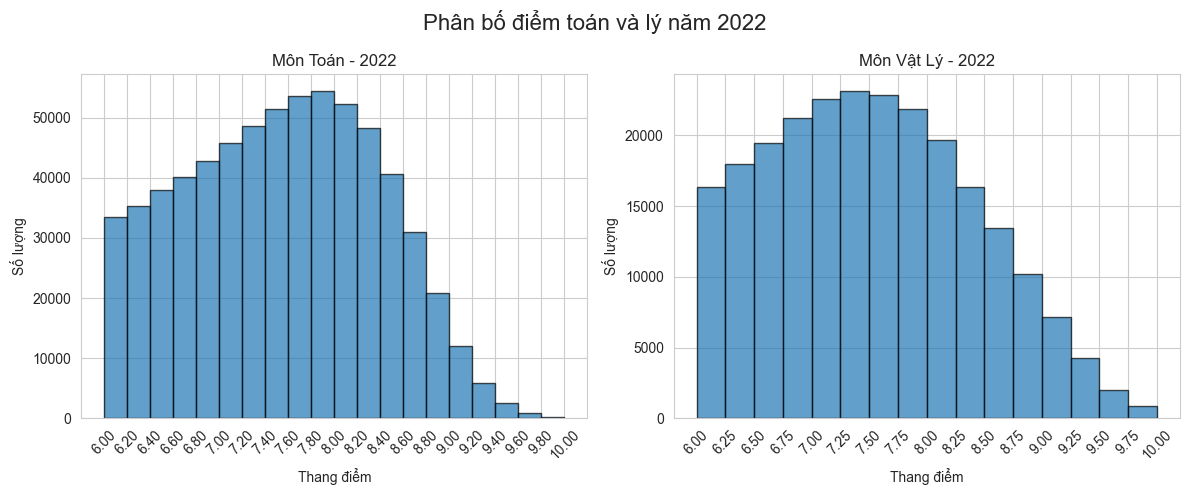 Phân bố điểm toán và lý năm 2022
Môn Toán - 2022
Số lượng
50000
40000
30000
20000
10000
0
6.00 6.20 6.40 6.60 6.80 7.00 7.20 7.40 7.60 7.80 8.00 8.20 8.40 8.60 8.80 9.00 9.20 9.40 9.60 9.80 10.00
Thang điểm
Môn Vật Lý - 2022
Số lượng
20000
15000
10000
5000
0
6.00 6.25 6.50 6.75 7.00 7.25 7.50 7.75 8.00 8.25 8.50 8.75 9.00 9.25 9.50 9.75 10.00
Thang điểm